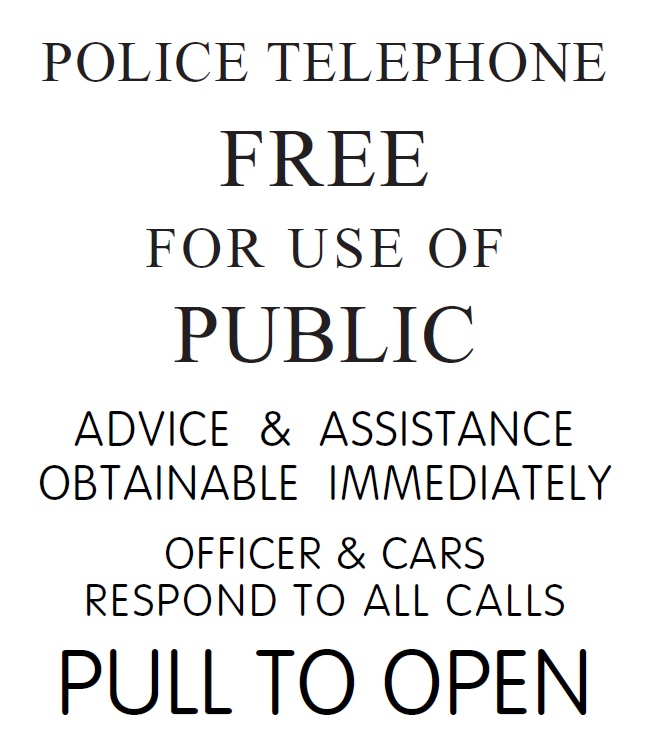 POLICE TELEPHONE
FREE
FOR USE OF
PUBLIC
ADVICE & ASSISTANCE
OBTAINABLE IMMEDIATELY
OFFICER & CARS
RESPOND TO ALL CALLS
PULL TO OPEN